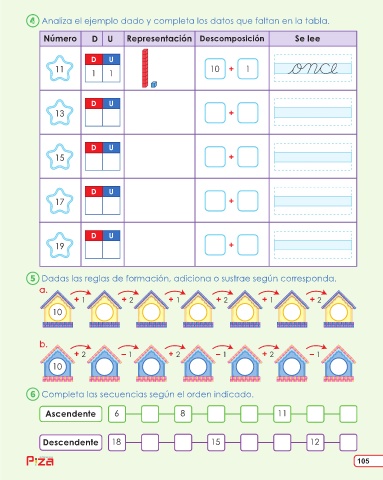 4 Analiza el ejemplo dado y completa los datos que faltan en la tabla.
Número D U Representación Descomposición Se lee
11 D U 1 1 10 + 1 once
13 D U +
15 D U +
17 D U +
19 D U +
5 Dadas las reglas de formación, adiciona o sustrae según corresponda.
a.
+ 1 + 2 + 1 + 2 + 1 + 2
10
b.
+ 2 − 1 + 2 − 1 + 2 − 1
10
6 Completa las secuencias según el orden indicado.
Ascendente 6 8 11
Descendente 18 15 12
P:za
105